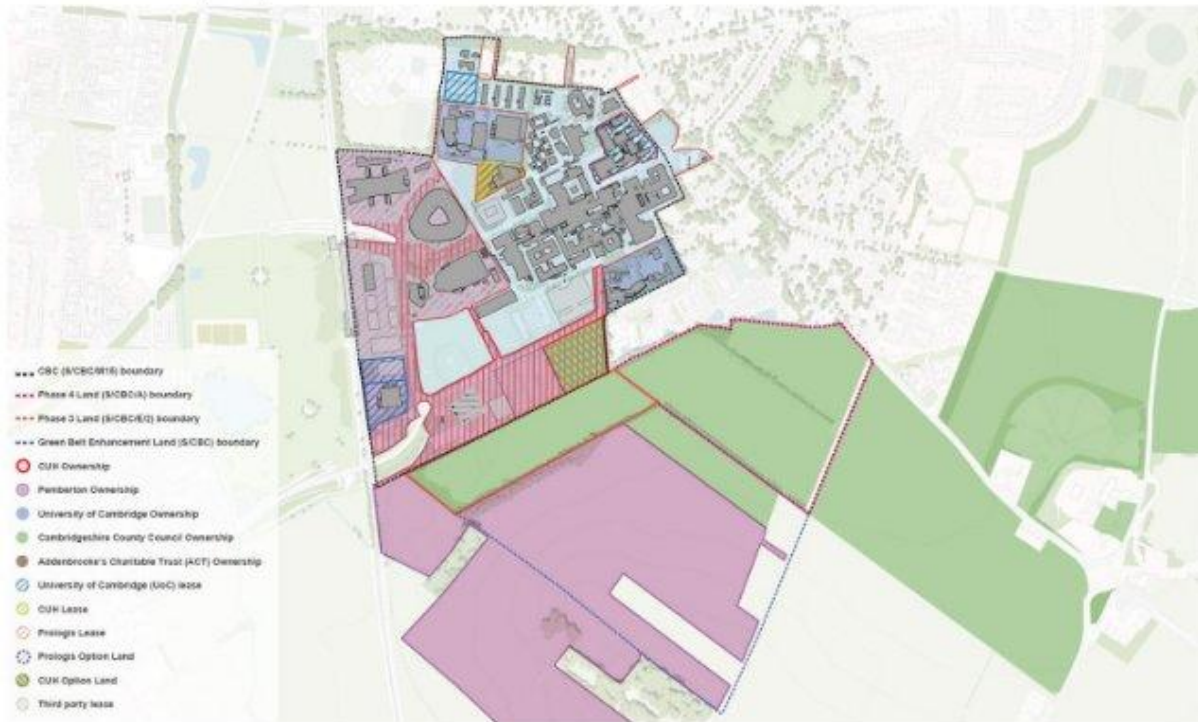 CBC (S/CBC/M15) boundary
Phase 4 Land (S/CBC/A) boundary
Phase 3 Land (S/CBC/E/2) boundary
Green Belt Enhancement Land (S/CBC) boundary
CUH Ownership
Pemberton Ownership
University of Cambridge Ownership
Cambridgeshire County Council Ownership
Addenbrooke's Charitable Trust (ACT) Ownership
University of Cambridge (UoC) lease
CUH Lease
Prologis Lease
Prologis Option Land
CUH Option Land
Third party lease